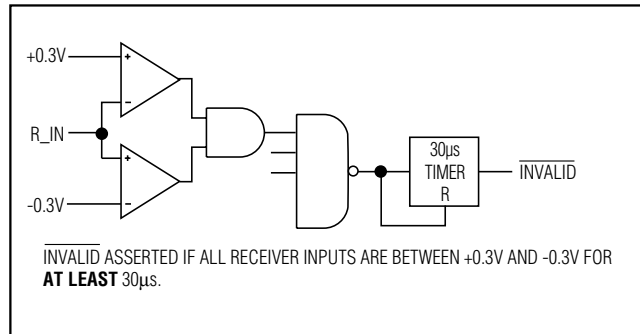 +0.3V
+
-
R_IN
+
-
-0.3V
30μs
TIMER
R
INVALID
INVALID ASSERTED IF ALL RECEIVER INPUTS ARE BETWEEN +0.3V AND -0.3V FOR
AT LEAST 30μs.